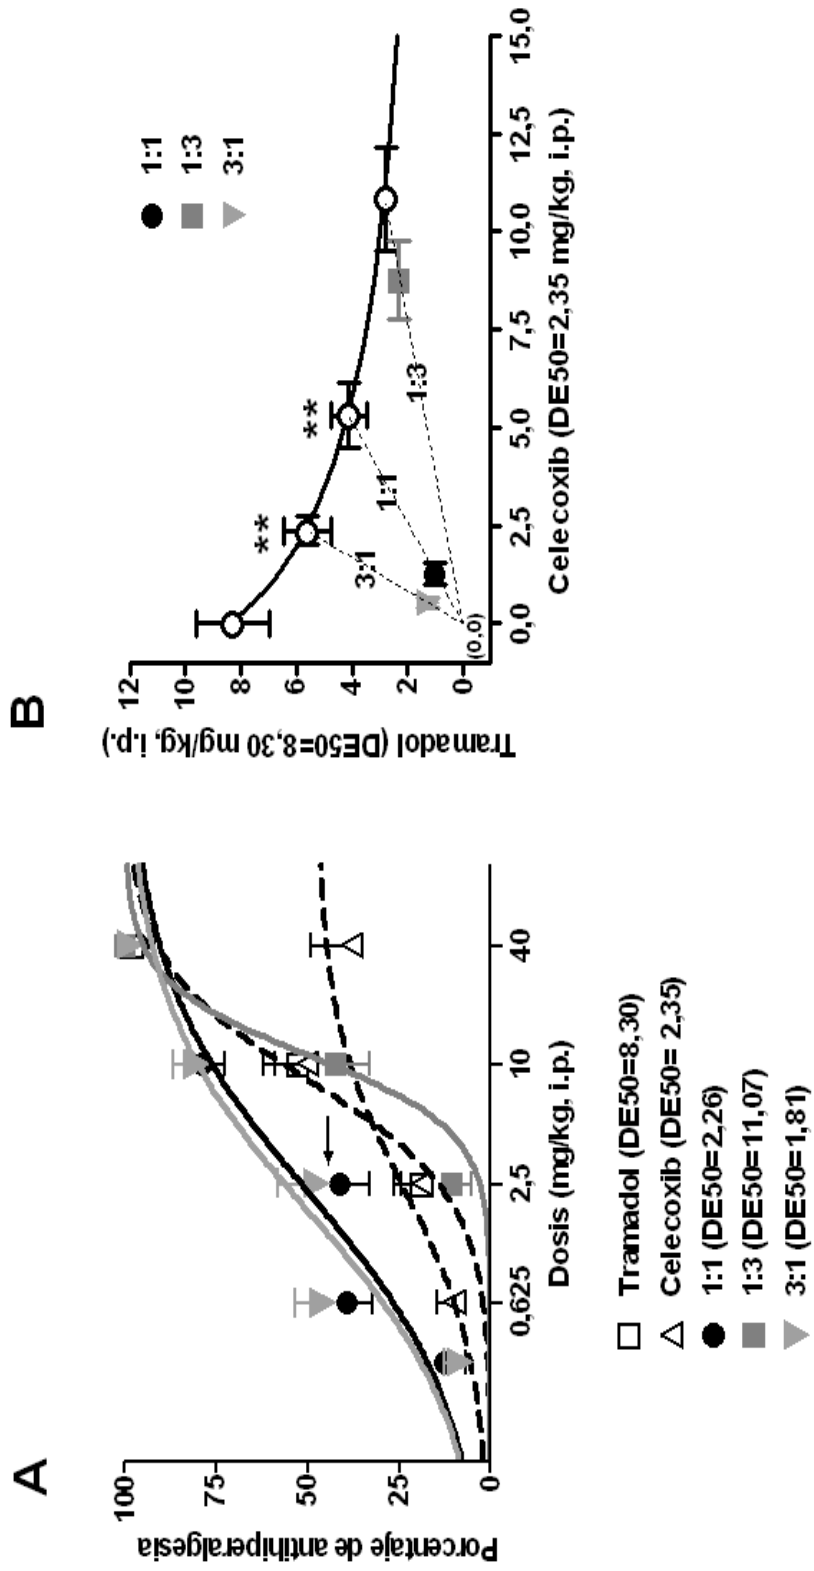 A
100
75
50
25
0
Porcentaje de antihiperalgesia
0,625
2,5
10
40
Dosis (mg/kg, i.p.)
Tramadol (DE50=8,30)
Celecoxib (DE50= 2,35)
1:1 (DE50=2,26)
1:3 (DE50=11,07)
3:1 (DE50=1,81)
B
12
10
8
6
4
2
0
Tramadol (DE50=8,30 mg/kg, i.p.)
**
**
3:1
1:1
1:3
(0,0)
1:1
1:3
3:1
0,0
2,5
5,0
7,5
10,0
12,5
15,0
Celecoxib (DE50=2,35 mg/kg, i.p.)